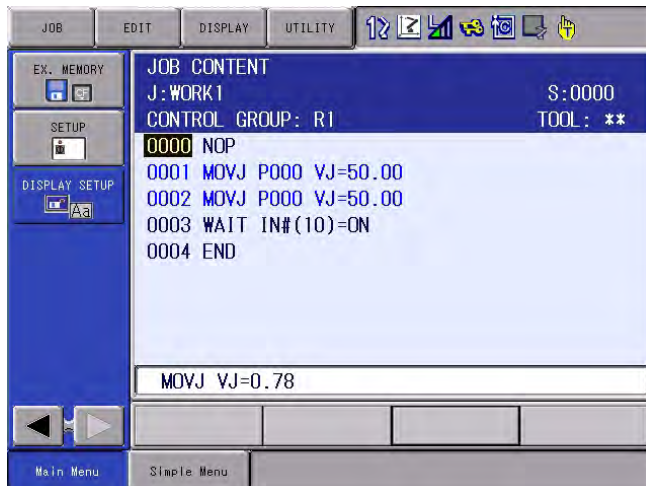 JOB EDIT DISPLAY UTILITY
EX. MEMORY
CF
SETUP
DISPLAY SETUP
Aa
JOB CONTENT
J:WORK1 S:0000
CONTROL GROUP: R1 TOOL: **
0000 NOP
0001 MOVJ P000 VJ=50.00
0002 MOVJ P000 VJ=50.00
0003 WAIT IN#(10)=ON
0004 END
MOVJ VJ=0.78
Main Menu Simple Menu